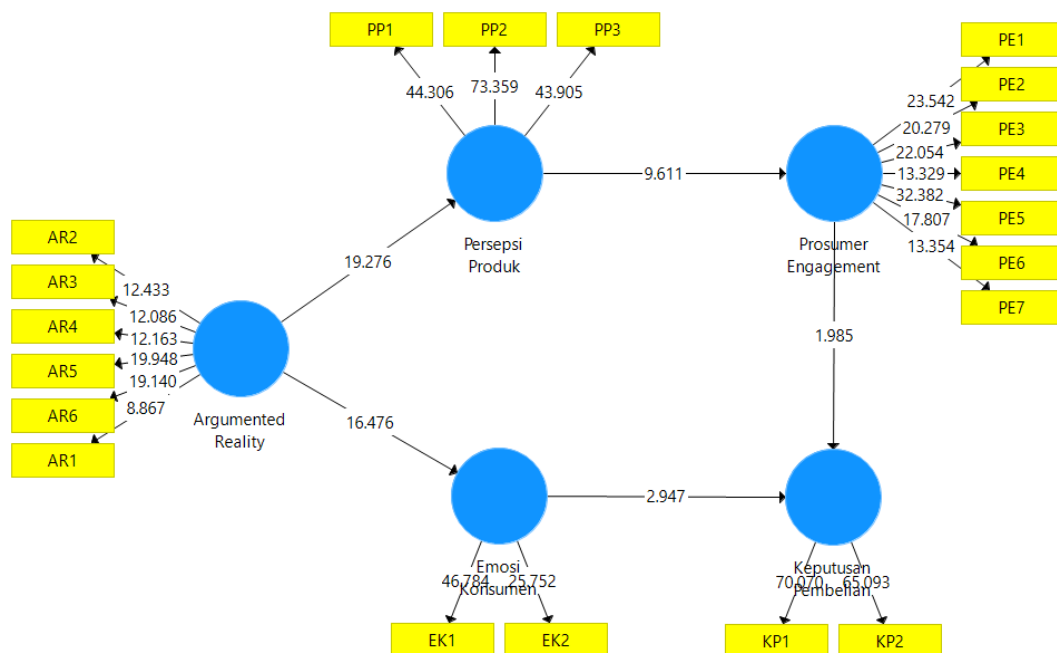 PP1
PP2
PP3
44.306
73.359
43.905
Persepsi
Produk
9.611
PE1
PE2
PE3
PE4
PE5
PE6
PE7
23.542
20.279
22.054
13.329
32.382
17.807
13.354
Prosumer
Engagement
AR2
AR3
AR4
AR5
AR6
AR1
12.433
12.086
12.163
19.948
19.140
8.867
Argumented
Reality
19.276
16.476
1.985
2.947
Emosi
Konsumen
46.784
25.752
EK1
EK2
Keputusan
Pembelian
70.070
65.093
KP1
KP2